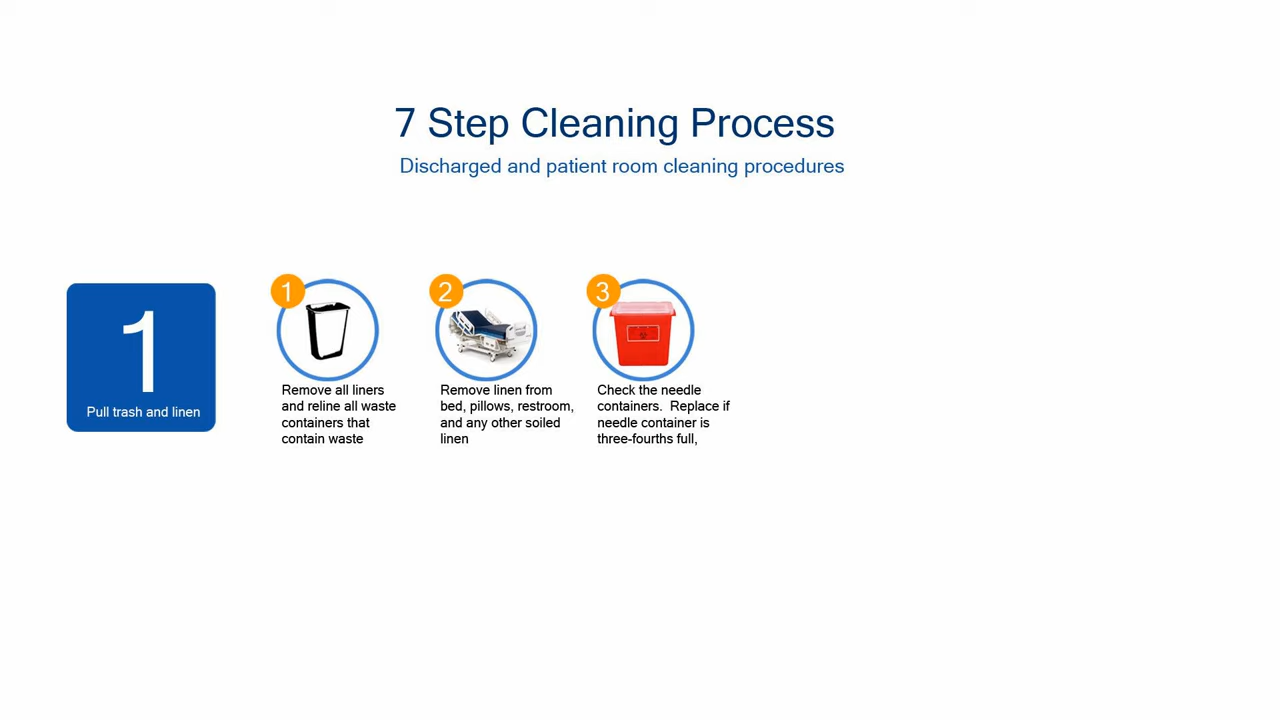 7 Step Cleaning Process
Discharged and patient room cleaning procedures
1
Pull trash and linen
1
Remove all liners
and reline all waste
containers that
contain waste
2
Remove linen from
bed, pillows, restroom,
and any other soiled
linen
3
Check the needle
containers.  Replace if
needle container is
three-fourths full,